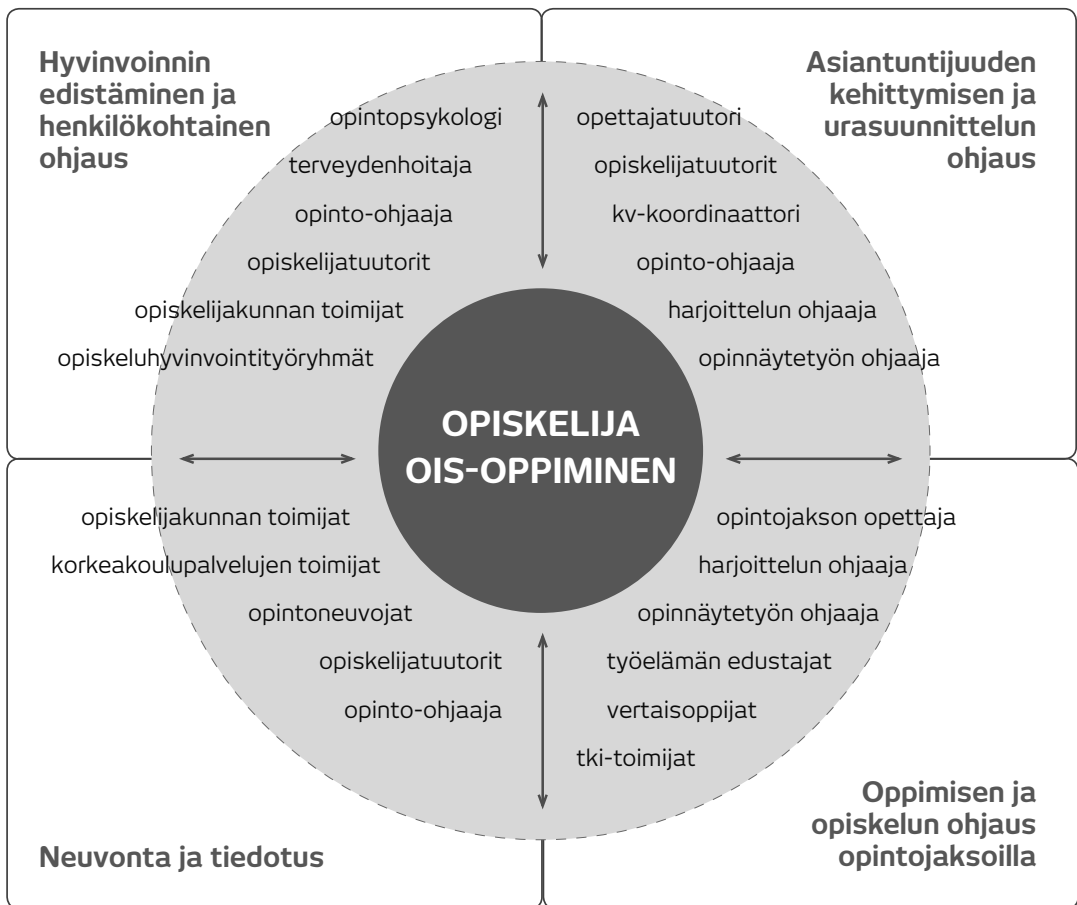 Hyvinvoinnin
edistäminen ja
henkilökohtainen
ohjaus
opintopsykologi
terveydenhoitaja
opinto-ohjaaja
opiskelijatuutorit
opiskelijakunnan toimijat
opiskeluhyvinvointityöryhmät
Asiantuntijuuden
kehittymisen ja
urasuunnittelun
ohjaus
opettajatuutori
opiskelijatuutorit
kv-koordinaattori
opinto-ohjaaja
harjoittelun ohjaaja
opinnäytetyön ohjaaja
OPISKELIJA
OIS-OPPIMINEN
opiskelijakunnan toimijat
korkeakoulupalvelujen toimijat
opintoneuvojat
opiskelijatuutorit
opinto-ohjaaja
Neuvonta ja tiedotus
opintojakson opettaja
harjoittelun ohjaaja
opinnäytetyön ohjaaja
työelämän edustajat
vertaisoppijat
tki-toimijat
Oppimisen ja
opiskelun ohjaus
opintojaksoilla